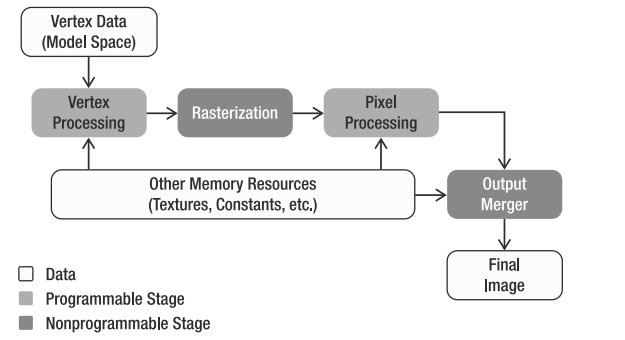 Vertex Data
(Model Space)
Vertex
Processing
Rasterization
Pixel
Processing
Other Memory Resources
(Textures, Constants, etc.)
Output
Merger
Final
Image
Data
Programmable Stage
Nonprogrammable Stage